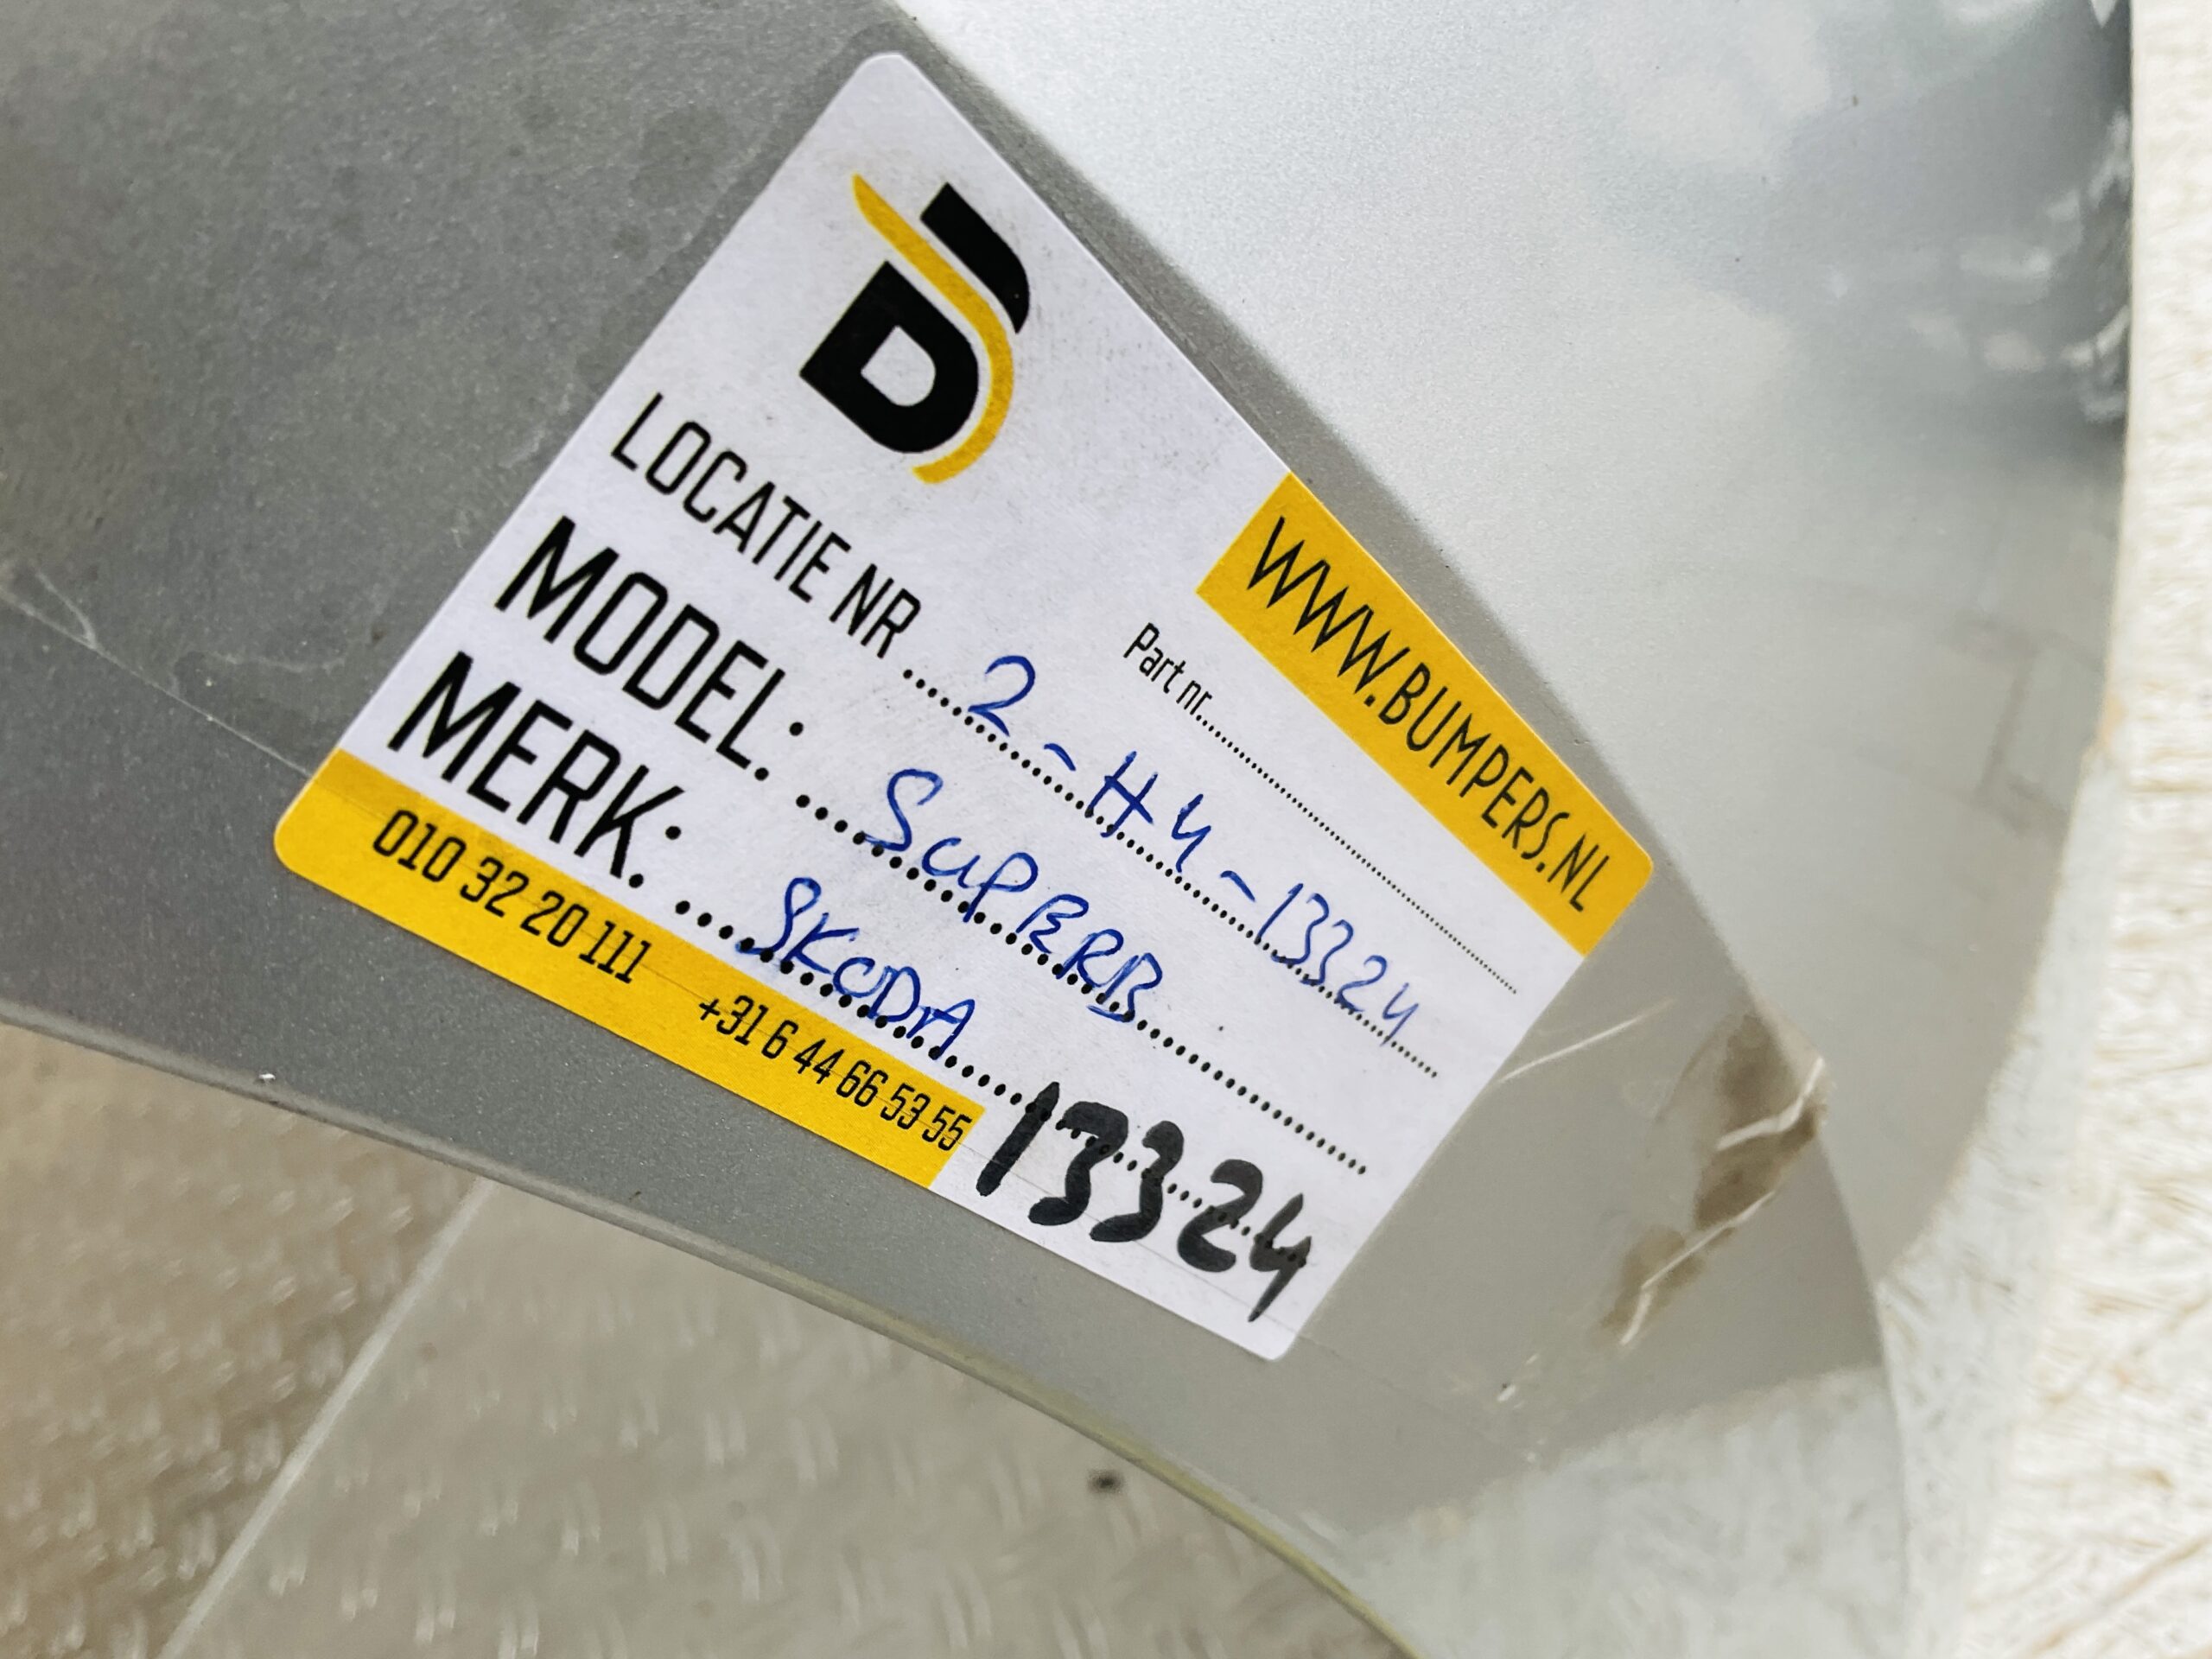 WWW.BUMPERS.NL
Part nr..........
LOCATIE NR ..... 2-H4-13324
MODEL: ..... SUPERB
MERK: ..... SKODA
13324
010 32 20 111 +31 6 44 66 53 55